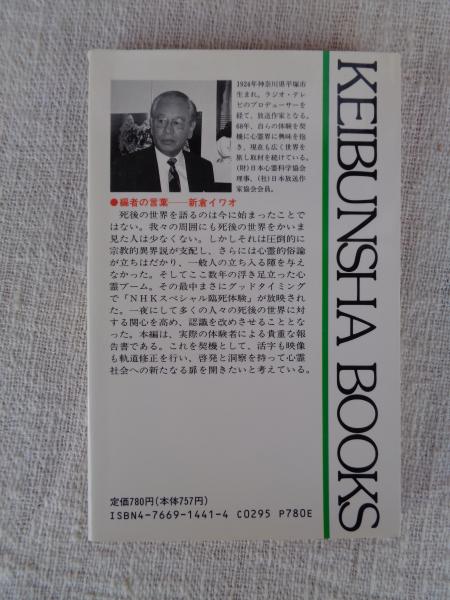 1924年神奈川県平塚市
生まれ。ラジオ・テレ
ビのプロデューサーを
経て、放送作家となる。
68年、自らの体験を契
機に心霊界に興味を抱
き、現在も広く世界を
旅し取材を続けている。
(財)日本心霊科学協会
理事、(社)日本放送作
家協会会員。
●編者の言葉——新倉イワオ
死後の世界を語るのは今に始まったことで
はない。我々の周囲にも死後の世界をかいま
見た人は少なくない。しかしそれは圧倒的に
宗教的異界説が支配し、さらには心霊的俗論
が立ちはだかり、一般人の立ち入る隙を与え
なかった。そしてここ数年の浮き足立った心
霊ブーム。その最中まさにグッドタイミング
で「NHKスペシャル臨死体験」が放映され
た。一夜にして多くの人々の死後の世界に対
する関心を高め、認識を改めさせることとな
った。本編は、実際の体験者による貴重な報
告書である。これを契機として、活字も映像
も軌道修正を行い、啓発と洞察を持って心霊
社会への新たなる扉を開きたいと考えている。
定価780円(本体757円)
ISBN4-7669-1441-4 C0295 P780E
KEIBUNSHA BOOKS